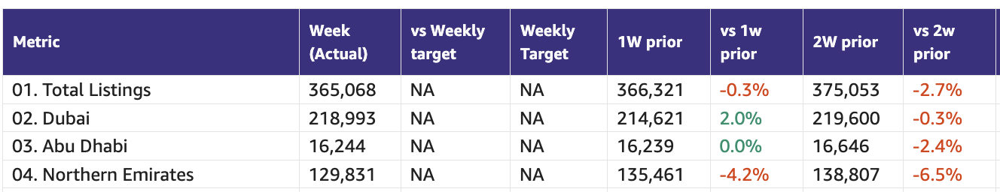 Metric | Week (Actual) | vs Weekly target | Weekly Target | 1W prior | vs 1w prior | 2W prior | vs 2w prior
01. Total Listings | 365,068 | NA | NA | 366,321 | -0.3% | 375,053 | -2.7%
02. Dubai | 218,993 | NA | NA | 214,621 | 2.0% | 219,600 | -0.3%
03. Abu Dhabi | 16,244 | NA | NA | 16,239 | 0.0% | 16,646 | -2.4%
04. Northern Emirates | 129,831 | NA | NA | 135,461 | -4.2% | 138,807 | -6.5%